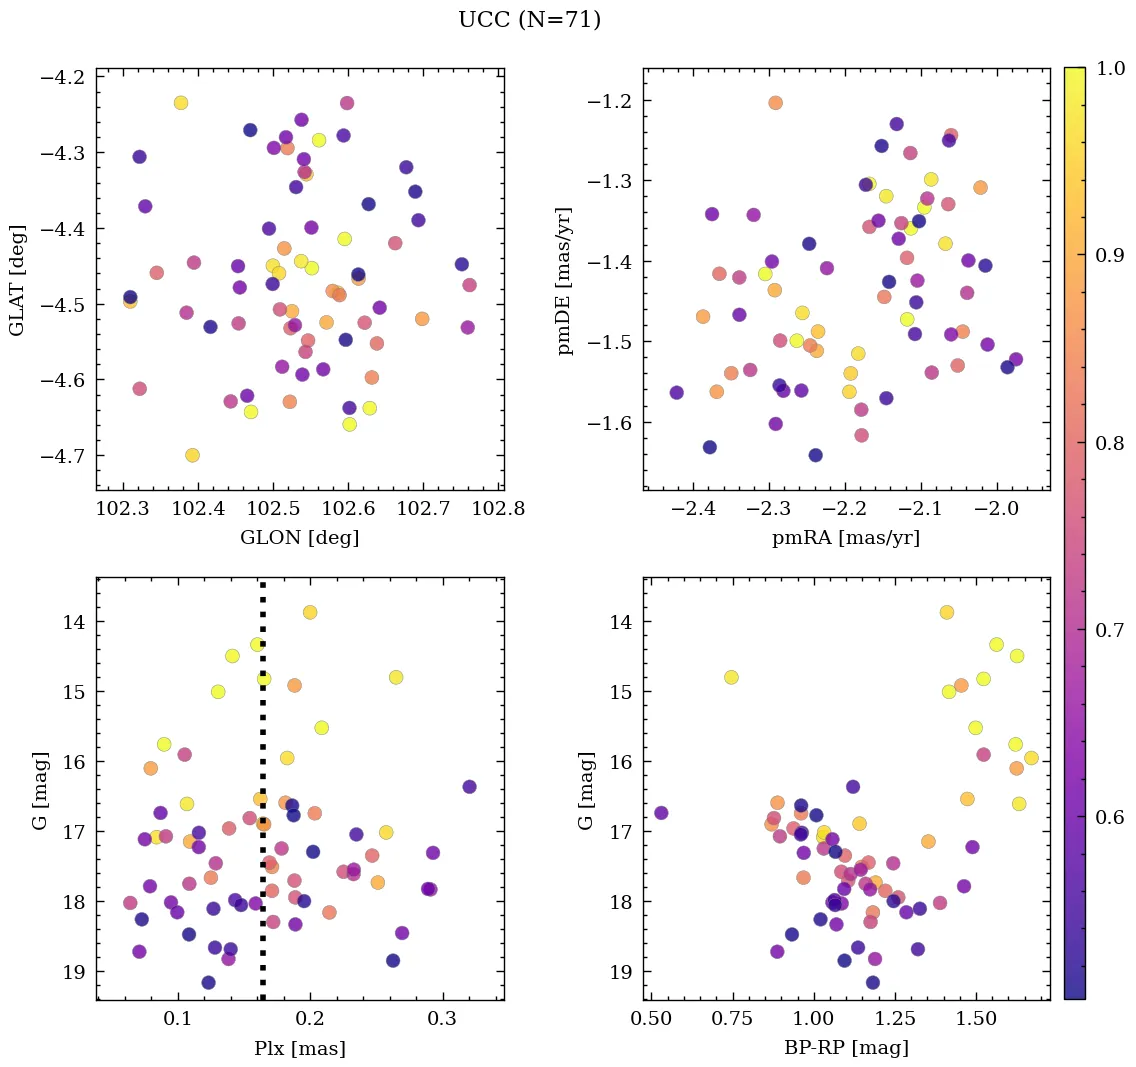 UCC (N=71)
−4.2
−4.3
−4.4
−4.5
−4.6
−4.7
GLAT [deg]
102.3 102.4 102.5 102.6 102.7 102.8
GLON [deg]
−1.2
−1.3
−1.4
−1.5
−1.6
pmDE [mas/yr]
−2.4 −2.3 −2.2 −2.1 −2.0
pmRA [mas/yr]
1.0
0.9
0.8
0.7
0.6
14
15
16
17
18
19
G [mag]
0.1 0.2 0.3
Plx [mas]
14
15
16
17
18
19
G [mag]
0.50 0.75 1.00 1.25 1.50
BP-RP [mag]